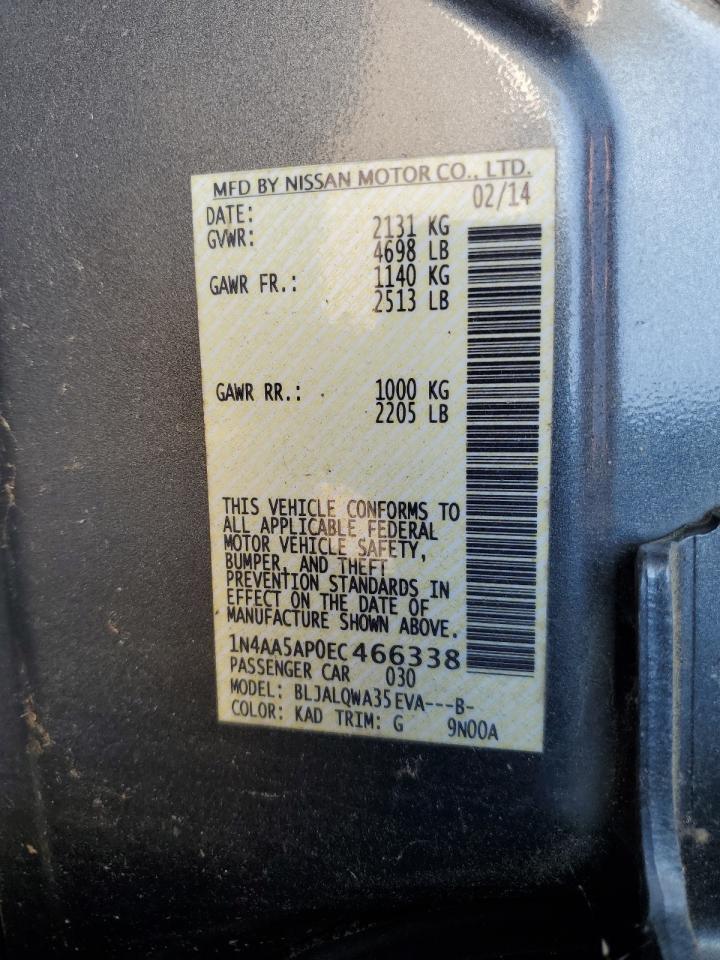 MFD BY NISSAN MOTOR CO., LTD.
DATE: 02/14
GVWR: 2131 KG
4698 LB
GAWR FR.: 1140 KG
2513 LB
GAWR RR.: 1000 KG
2205 LB
THIS VEHICLE CONFORMS TO
ALL APPLICABLE FEDERAL
MOTOR VEHICLE SAFETY,
BUMPER, AND THEFT
PREVENTION STANDARDS IN
EFFECT ON THE DATE OF
MANUFACTURE SHOWN ABOVE.
1N4AA5AP0EC466338
PASSENGER CAR 030
MODEL: BLJALQWA35EVA---B-
COLOR: KAD TRIM: G 9N00A